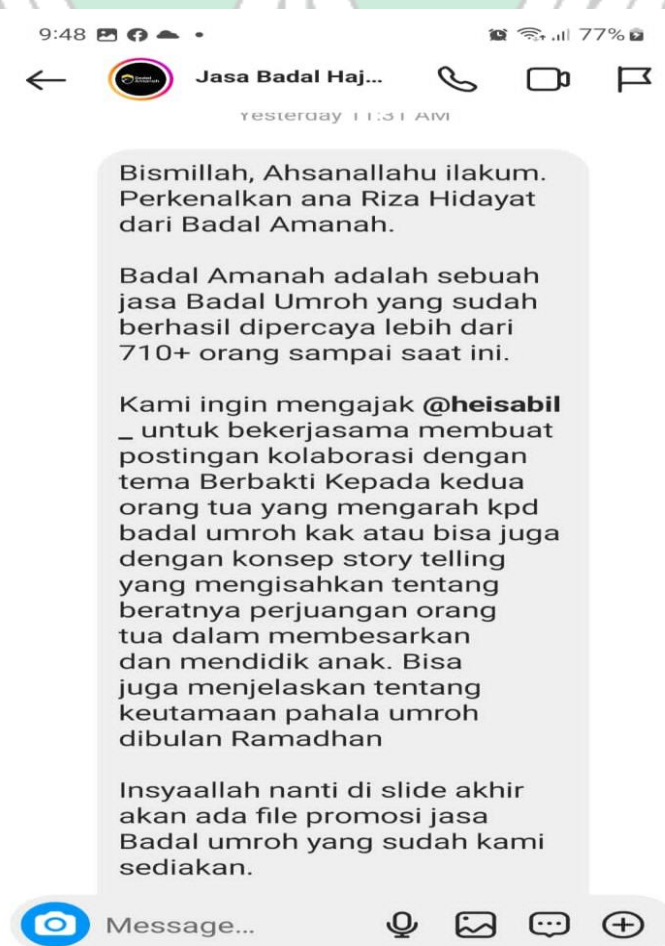 9:48
77%
Jasa Badal Haj...
Yesterday 11:31 AM
Bismillah, Ahsanallahu ilakum.
Perkenalkan ana Riza Hidayat
dari Badal Amanah.
Badal Amanah adalah sebuah
jasa Badal Umroh yang sudah
berhasil dipercaya lebih dari
710+ orang sampai saat ini.
Kami ingin mengajak @heisabil
_ untuk bekerjasama membuat
postingan kolaborasi dengan
tema Berbakti Kepada kedua
orang tua yang mengarah kpd
badal umroh kak atau bisa juga
dengan konsep story telling
yang mengisahkan tentang
beratnya perjuangan orang
tua dalam membesarkan
dan mendidik anak. Bisa
juga menjelaskan tentang
keutamaan pahala umroh
dibulan Ramadhan
Insyaallah nanti di slide akhir
akan ada file promosi jasa
Badal umroh yang sudah kami
sediakan.
Message...